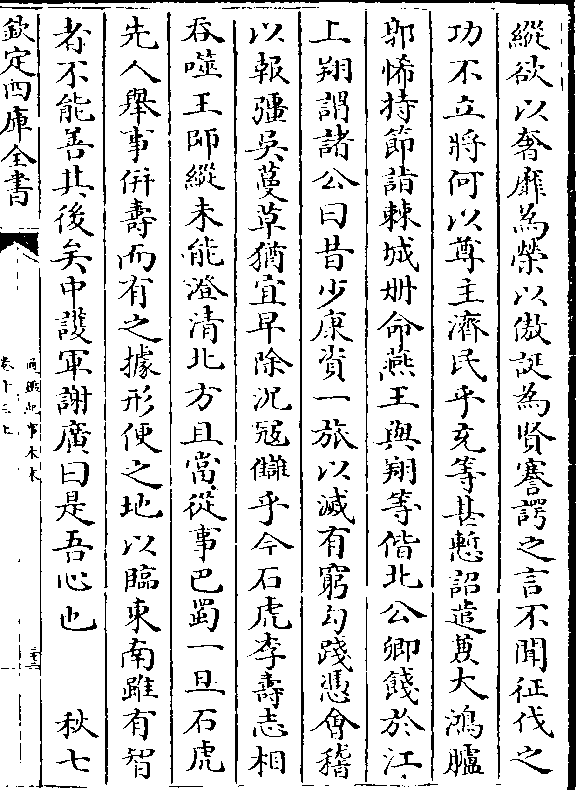 縱欲以奢靡為榮以傲誕為賢謇諤之言不聞征伐之
功不立將何以尊主濟民乎充等甚慙詔遣兼大鴻臚
郭悕持節詣棘城册命燕王與翔等偕北公卿餞於江
上翔謂諸公曰昔少康資一旅以滅有窮勾踐憑會稽
以報彊吳蔓草猶宜早除况寇讎乎今石虎李壽志相
吞噬王師縱未能澄清北方且當從事巴蜀一旦石虎
先人舉事併壽而有之據形便之地以臨東南雖有智
者不能善其後矣中護軍謝廣曰是吾心也　秋七
欽定四庫全書
通鑑紀事本末
卷十三上